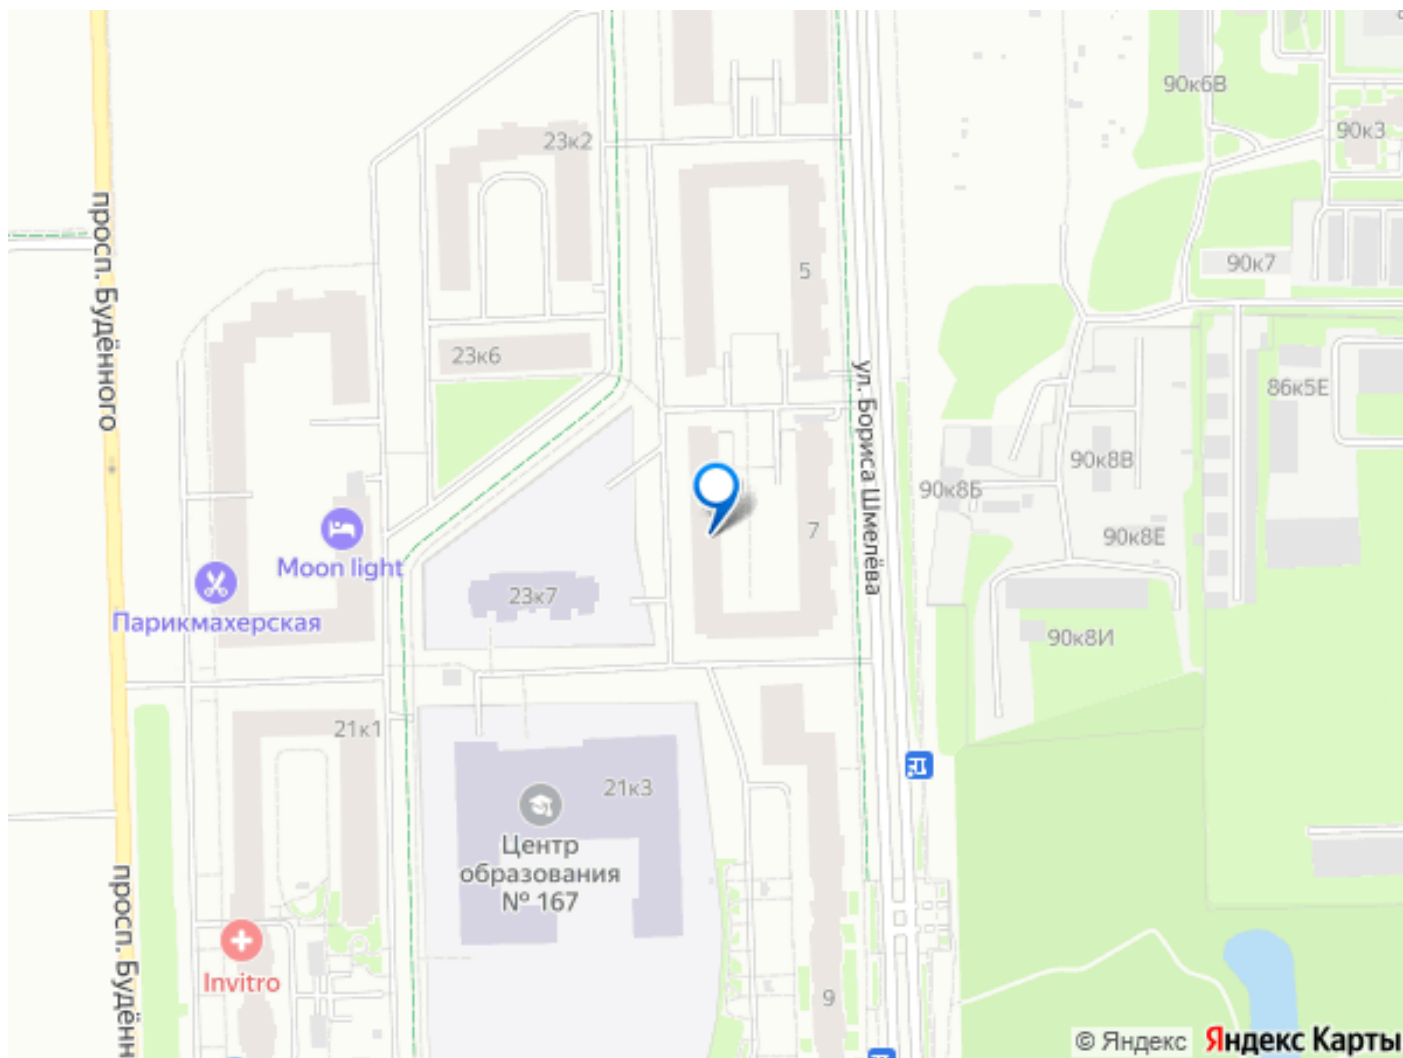 90к6В
90к3
23к2
просп. Будённого
5
90к7
23к6
ул. Бориса Шмелёва
86к5Е
90к8В
90к8Б
7
90к8Е
Moon light
Парикмахерская
23к7
90к8И
21к1
21к3
Центр
образования
№ 167
просп. Будённ
Invitro
9
© Яндекс
Яндекс Карты